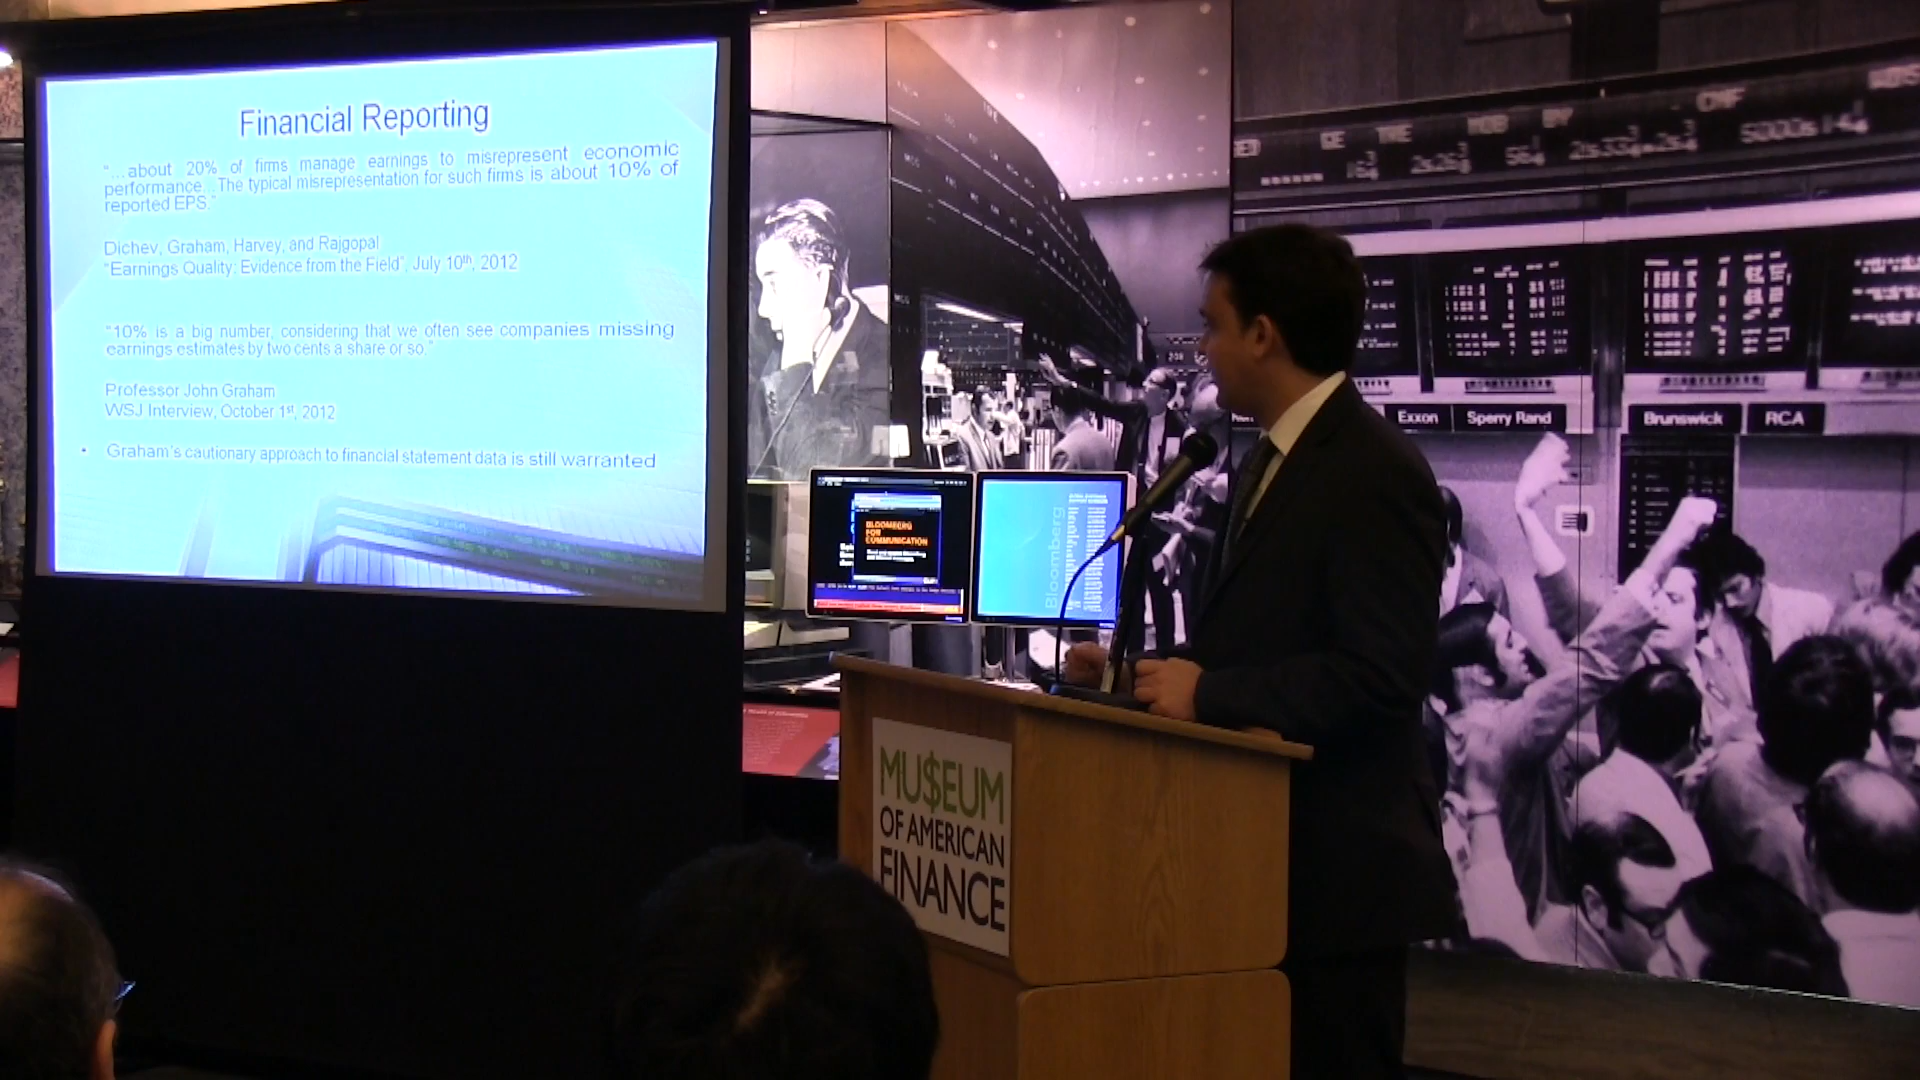 Financial Reporting
“…about 20% of firms manage earnings to misrepresent economic
performance…The typical misrepresentation for such firms is about 10% of
reported EPS.”
Dichev, Graham, Harvey, and Rajgopal
“Earnings Quality: Evidence from the Field”, July 10th, 2012
“10% is a big number, considering that we often see companies missing
earnings estimates by two cents a share or so.”
Professor John Graham
WSJ Interview, October 1st, 2012
• Graham’s cautionary approach to financial statement data is still warranted
BLOOMBERG
FOR
COMMUNICATION
Bloomberg
MU$EUM
OF AMERICAN
FINANCE
Exxon
Sperry Rand
Brunswick
RCA